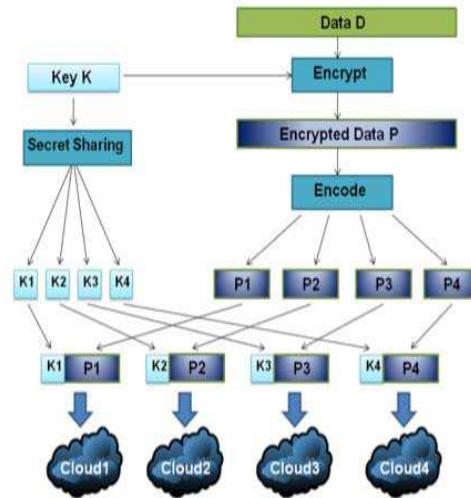 Data D
Key K
Encrypt
Secret Sharing
Encrypted Data P
Encode
K1 K2 K3 K4 P1 P2 P3 P4
K1 P1 K2 P2 K3 P3 K4 P4
Cloud1 Cloud2 Cloud3 Cloud4